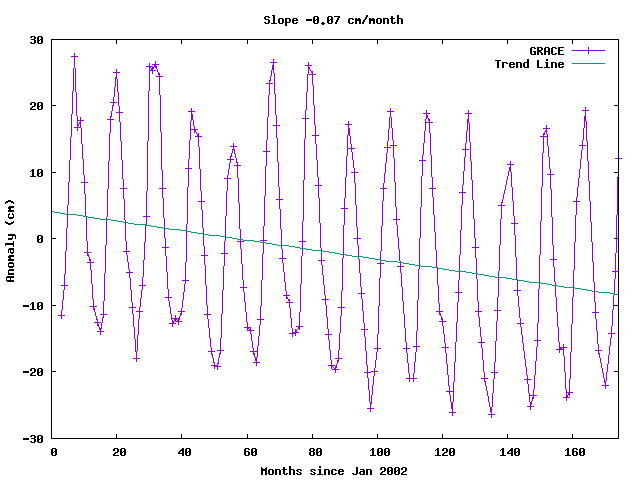 Slope -0.07 cm/month
GRACE
Trend Line
30
20
10
0
-10
-20
-30
Anomaly (cm)
0 20 40 60 80 100 120 140 160
Months since Jan 2002